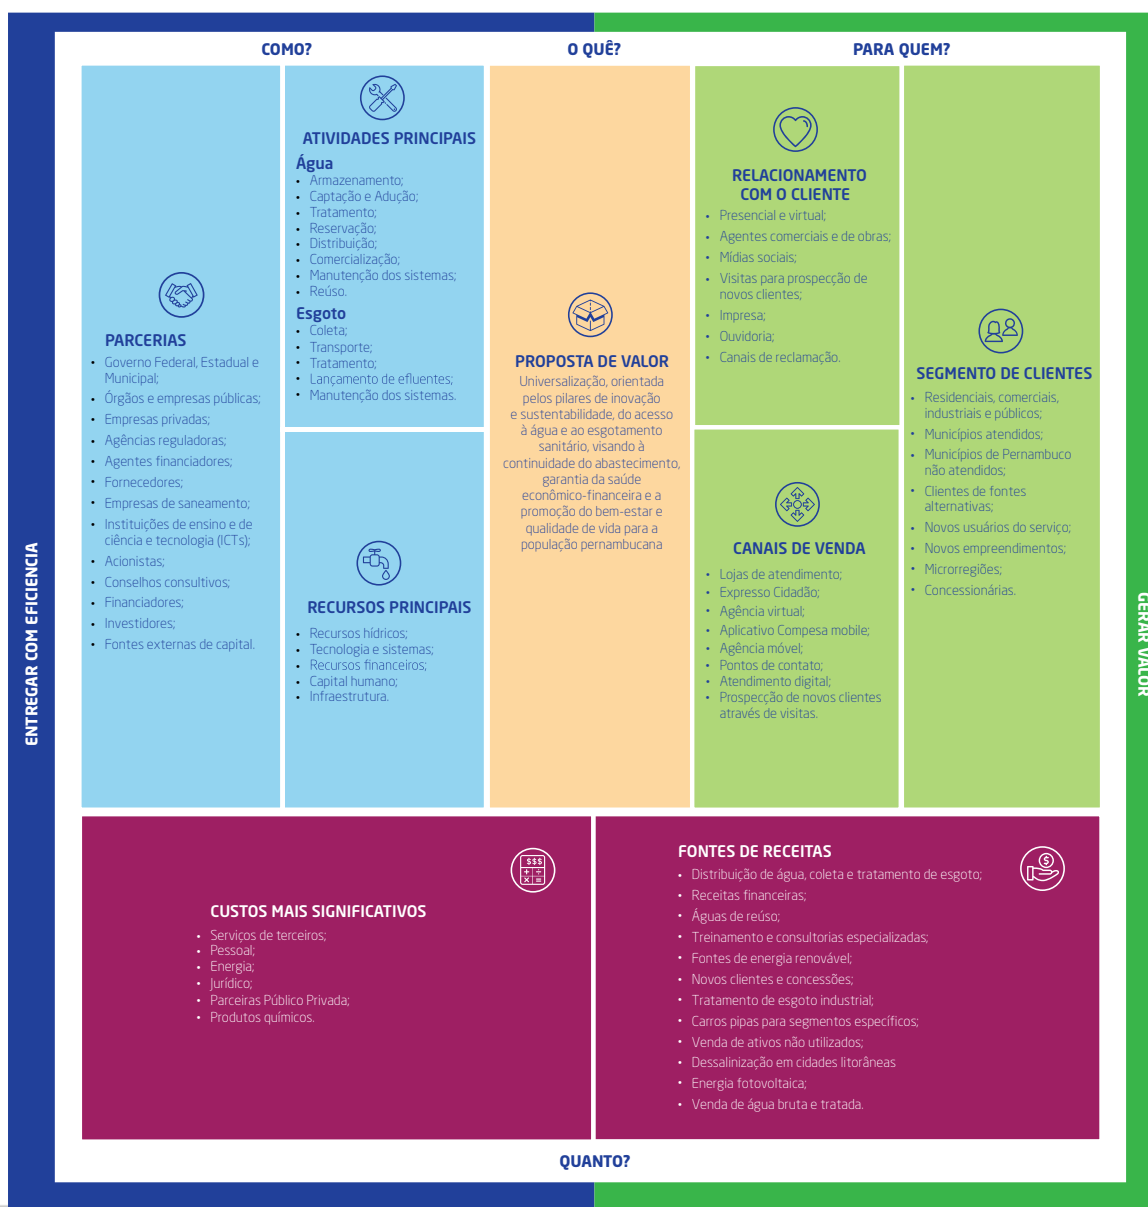 COMO?
O QUÊ?
PARA QUEM?
ENTREGAR COM EFICIENCIA
PARCERIAS
• Governo Federal, Estadual e
Municipal;
• Órgãos e empresas públicas;
• Empresas privadas;
• Agências reguladoras;
• Agentes financiadores;
• Fornecedores;
• Empresas de saneamento;
• Instituições de ensino e de
ciência e tecnologia (ICTs);
• Acionistas;
• Conselhos consultivos;
• Financiadores;
• Investidores;
• Fontes externas de capital.
ATIVIDADES PRINCIPAIS
Água
• Armazenamento;
• Captação e Adução;
• Tratamento;
• Reservação;
• Distribuição;
• Comercialização;
• Manutenção dos sistemas;
• Reúso.
Esgoto
• Coleta;
• Transporte;
• Tratamento;
• Lançamento de efluentes;
• Manutenção dos sistemas.
RECURSOS PRINCIPAIS
• Recursos hídricos;
• Tecnologia e sistemas;
• Recursos financeiros;
• Capital humano;
• Infraestrutura.
PROPOSTA DE VALOR
Universalização, orientada
pelos pilares de inovação
e sustentabilidade, do acesso
à água e ao esgotamento
sanitário, visando à
continuidade do abastecimento,
garantia da saúde
econômico-financeira e a
promoção do bem-estar e
qualidade de vida para a
população pernambucana
RELACIONAMENTO
COM O CLIENTE
• Presencial e virtual;
• Agentes comerciais e de obras;
• Mídias sociais;
• Visitas para prospecção de
novos clientes;
• Impresa;
• Ouvidoria;
• Canais de reclamação.
CANAIS DE VENDA
• Lojas de atendimento;
• Expresso Cidadão;
• Agência virtual;
• Aplicativo Compesa mobile;
• Agência móvel;
• Pontos de contato;
• Atendimento digital;
• Prospecção de novos clientes
através de visitas.
SEGMENTO DE CLIENTES
• Residenciais, comerciais,
industriais e públicos;
• Municípios atendidos;
• Municípios de Pernambuco
não atendidos;
• Clientes de fontes
alternativas;
• Novos usuários do serviço;
• Novos empreendimentos;
• Microrregiões;
• Concessionárias.
GERAR VALOR
$$$
+ ÷
× =
CUSTOS MAIS SIGNIFICATIVOS
• Serviços de terceiros;
• Pessoal;
• Energia;
• Jurídico;
• Parceiras Público Privada;
• Produtos químicos.
$
FONTES DE RECEITAS
• Distribuição de água, coleta e tratamento de esgoto;
• Receitas financeiras;
• Águas de reúso;
• Treinamento e consultorias especializadas;
• Fontes de energia renovável;
• Novos clientes e concessões;
• Tratamento de esgoto industrial;
• Carros pipas para segmentos específicos;
• Venda de ativos não utilizados;
• Dessalinização em cidades litorâneas
• Energia fotovoltaica;
• Venda de água bruta e tratada.
QUANTO?